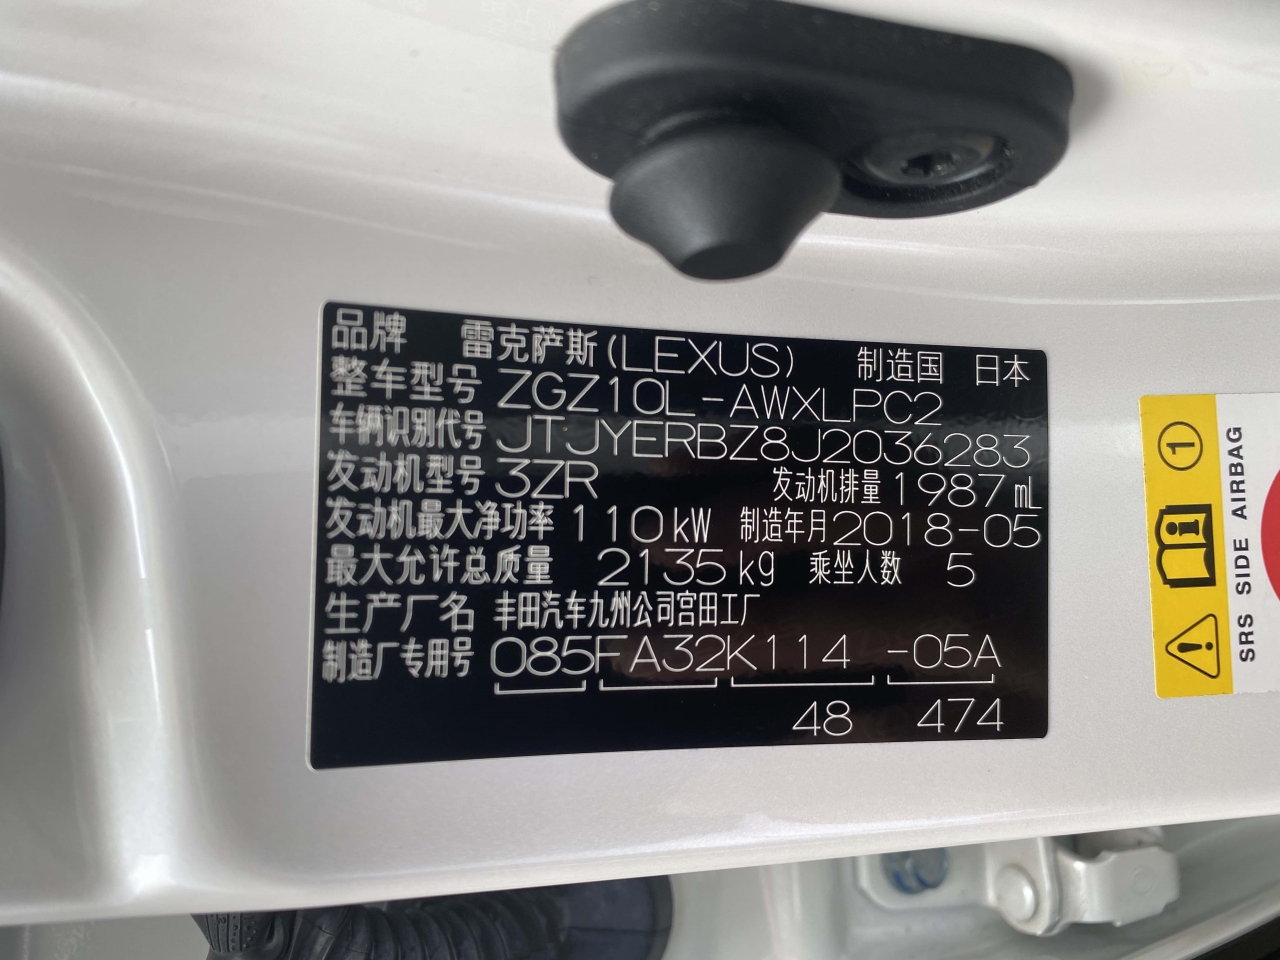 品牌 雷克萨斯(LEXUS) 制造国 日本
整车型号 ZGZ10L-AWXLPC2
车辆识别代号 JTJYERBZ8J2036283
发动机型号 3ZR 发动机排量 1987mL
发动机最大净功率 110kW 制造年月 2018-05
最大允许总质量 2135kg 乘坐人数 5
生产厂名 丰田汽车九州公司宫田工厂
制造厂专用号 085FA32K114 -05A
48 474
SRS SIDE AIRBAG
1